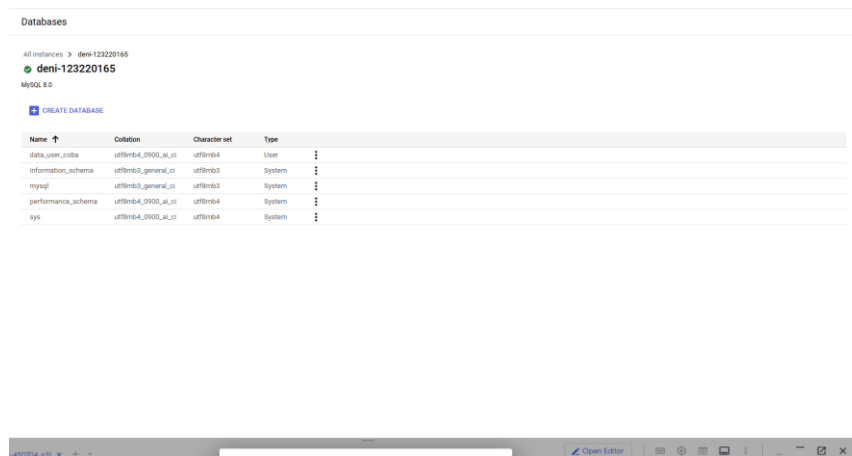 Databases
All instances > deni-123220165
deni-123220165
MySQL 8.0
CREATE DATABASE
Name ↑ Collation Character set Type
data_user_coba utf8mb4_0900_ai_ci utf8mb4 User
information_schema utf8mb3_general_ci utf8mb3 System
mysql utf8mb3_general_ci utf8mb3 System
performance_schema utf8mb4_0900_ai_ci utf8mb4 System
sys utf8mb4_0900_ai_ci utf8mb4 System
Open Editor